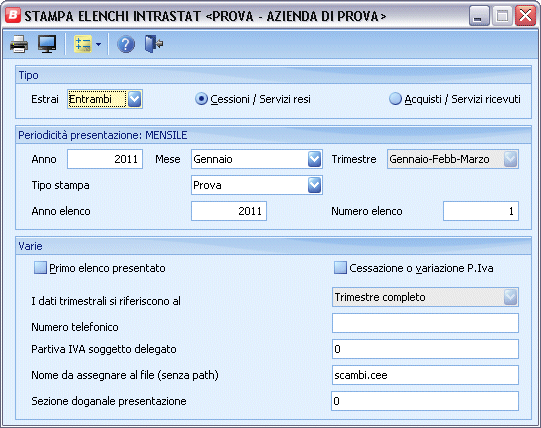 B STAMPA ELENCHI INTRASTAT <PROVA - AZIENDA DI PROVA>
Tipo
Estrai Entrambi Cessioni / Servizi resi Acquisti / Servizi ricevuti
Periodicità presentazione: MENSILE
Anno 2011 Mese Gennaio Trimestre Gennaio-Febb-Marzo
Tipo stampa Prova
Anno elenco 2011 Numero elenco 1
Varie
Primo elenco presentato Cessazione o variazione P.Iva
I dati trimestrali si riferiscono al Trimestre completo
Numero telefonico
Partiva IVA soggetto delegato 0
Nome da assegnare al file (senza path) scambi.cee
Sezione doganale presentazione 0